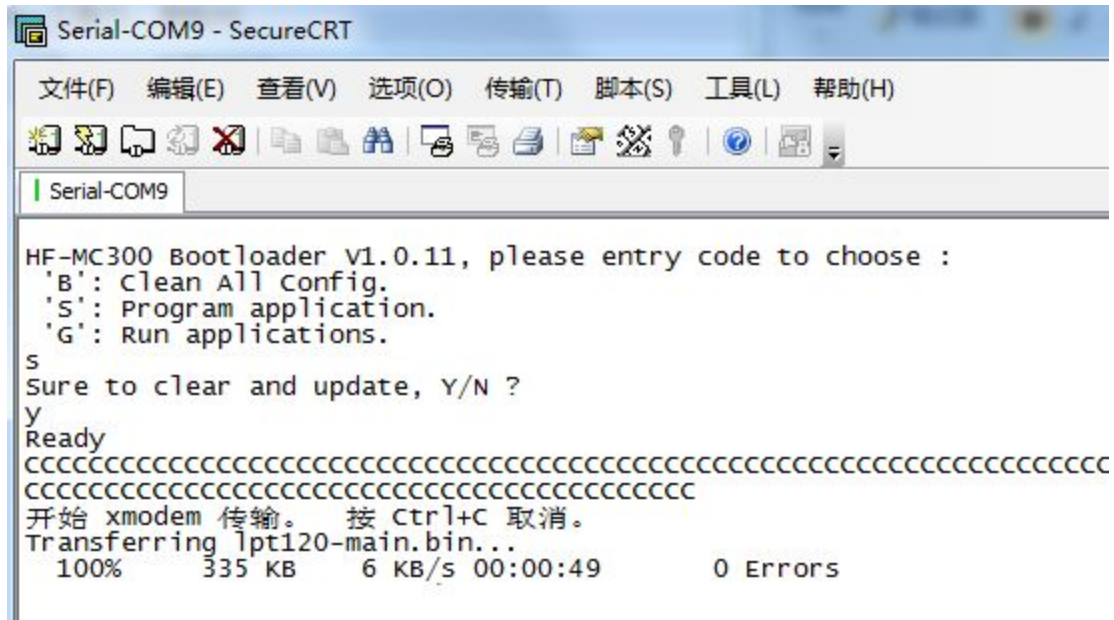 Serial-COM9 - SecureCRT
文件(F) 编辑(E) 查看(V) 选项(O) 传输(T) 脚本(S) 工具(L) 帮助(H)
Serial-COM9
HF-MC300 Bootloader V1.0.11, please entry code to choose :
'B': Clean All Config.
'S': Program application.
'G': Run applications.
s
Sure to clear and update, Y/N ?
y
Ready
CCCCCCCCCCCCCCCCCCCCCCCCCCCCCCCCCCCCCCCCCCCCCCCCCCCCCCCCCCCCCCCCCCCC
CCCCCCCCCCCCCCCCCCCCCCCCCCCCCCCCCCCCCCCCCC
开始 xmodem 传输。 按 Ctrl+C 取消。
Transferring lpt120-main.bin...
100% 335 KB 6 KB/s 00:00:49 0 Errors